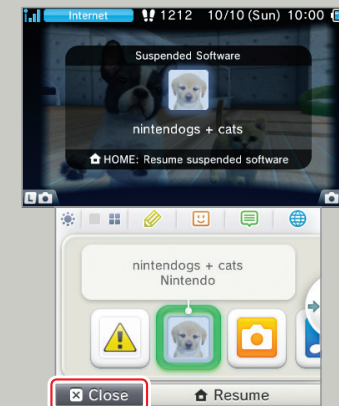 Internet 1212 10/10 (Sun) 10:00
Suspended Software
nintendogs + cats
HOME: Resume suspended software
L
nintendogs + cats
Nintendo
Close
Resume